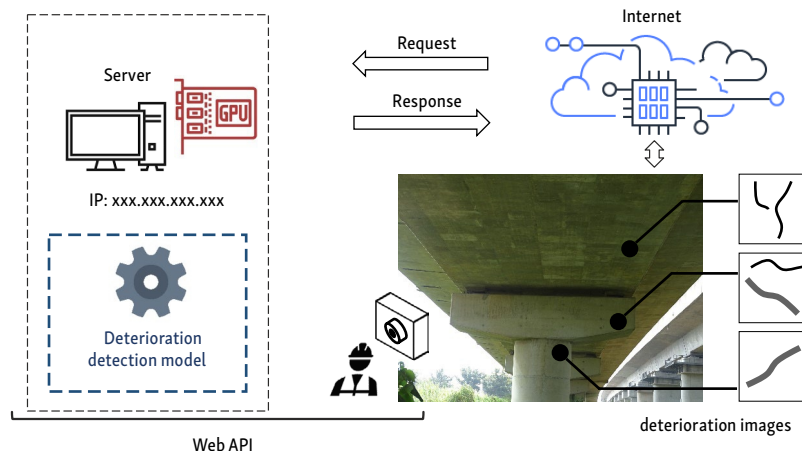 Internet
Request
Server
Response
GPU
IP: xxx.xxx.xxx.xxx
Deterioration
detection model
deterioration images
Web API